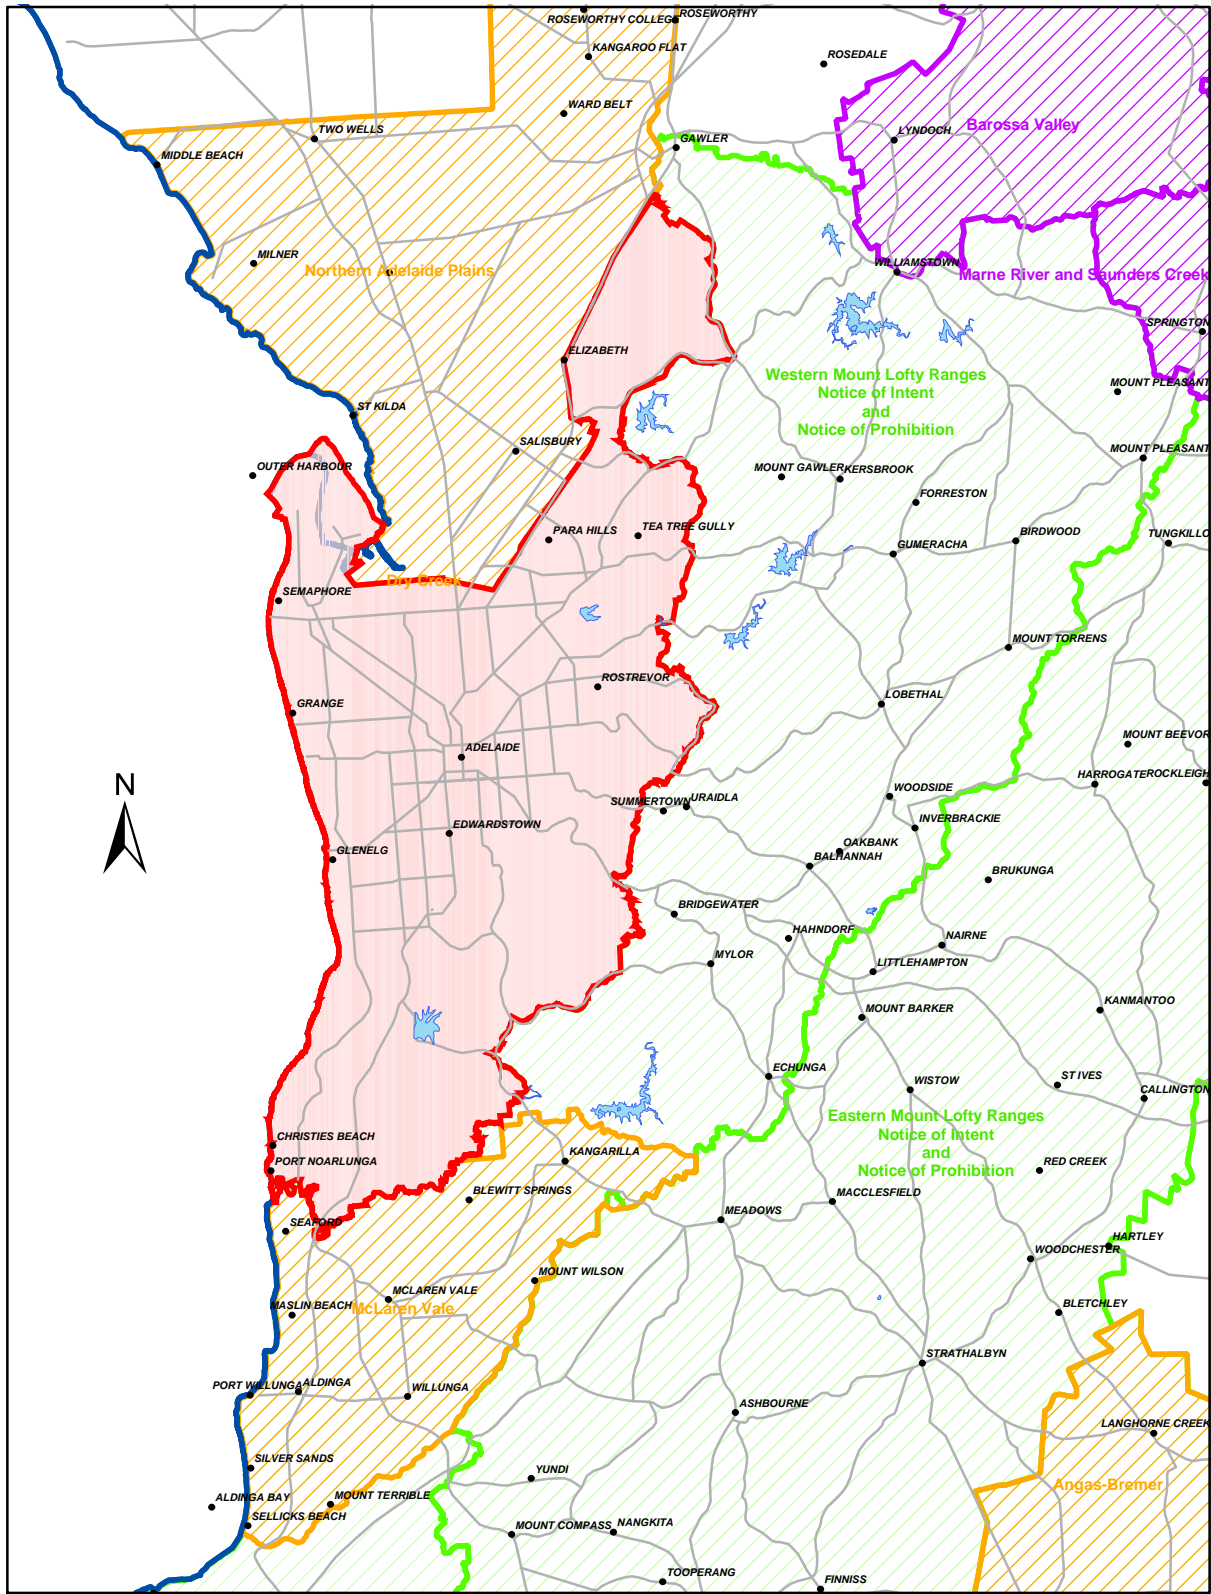 ROSEWORTHY COLLEG
ROSEWORTHY
KANGAROO FLAT
ROSEDALE
WARD BELT
TWO WELLS
GAWLER
LYNDOCH
Barossa Valley
MIDDLE BEACH
MILNER
Northern Adelaide Plains
WILLIAMSTOWN
Marne River and Saunders Creek
SPRINGTON
ELIZABETH
Western Mount Lofty Ranges
Notice of Intent
and
Notice of Prohibition
MOUNT PLEASANT
ST KILDA
SALISBURY
MOUNT PLEASANT
OUTER HARBOUR
MOUNT GAWLER
KERSBROOK
FORRESTON
PARA HILLS
TEA TREE GULLY
GUMERACHA
BIRDWOOD
TUNGKILLO
Dry Creek
SEMAPHORE
MOUNT TORRENS
ROSTREVOR
LOBETHAL
GRANGE
MOUNT BEEVOR
ADELAIDE
HARROGATE
ROCKLEIGH
N
SUMMERTOWN
URAIDLA
WOODSIDE
INVERBRACKIE
EDWARDSTOWN
GLENELG
OAKBANK
BALHANNAH
BRUKUNGA
BRIDGEWATER
HAHNDORF
NAIRNE
MYLOR
LITTLEHAMPTON
MOUNT BARKER
KANMANTOO
ECHUNGA
WISTOW
ST IVES
CALLINGTON
Eastern Mount Lofty Ranges
Notice of Intent
and
Notice of Prohibition
CHRISTIES BEACH
PORT NOARLUNGA
KANGARILLA
RED CREEK
BLEWITT SPRINGS
MACCLESFIELD
SEAFORD
MEADOWS
HARTLEY
WOODCHESTER
MOUNT WILSON
MCLAREN VALE
MASLIN BEACH
McLaren Vale
BLETCHLEY
STRATHALBYN
PORT WILLUNGA
ALDINGA
WILLUNGA
ASHBOURNE
LANGHORNE CREEK
SILVER SANDS
YUNDI
Angas-Bremer
ALDINGA BAY
MOUNT TERRIBLE
SELLICKS BEACH
MOUNT COMPASS
NANGKITA
TOOPERANG
FINNISS